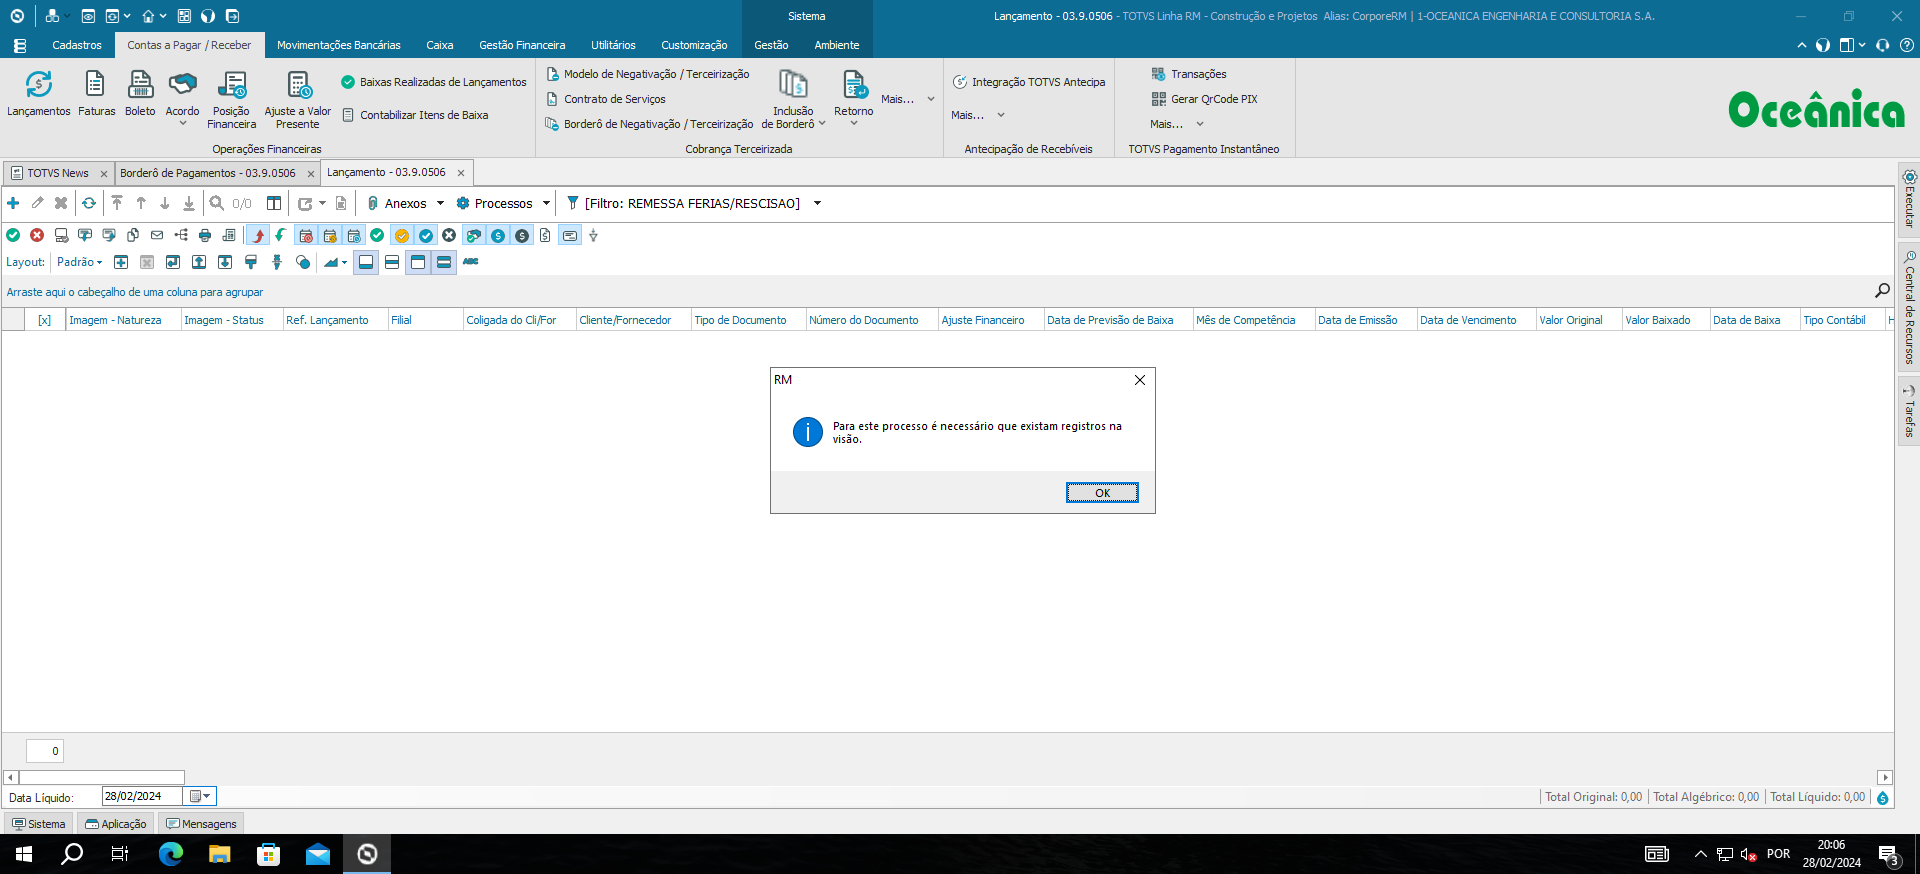 Sistema
Lançamento - 03.9.0506 - TOTVS Linha RM - Construção e Projetos  Alias: CorporeRM | 1-OCEANICA ENGENHARIA E CONSULTORIA S.A.
Cadastros
Contas a Pagar / Receber
Movimentações Bancárias
Caixa
Gestão Financeira
Utilitários
Customização
Gestão
Ambiente
Lançamentos
Faturas
Boleto
Acordo
Posição
Financeira
Ajuste a Valor
Presente
Baixas Realizadas de Lançamentos
Contabilizar Itens de Baixa
Operações Financeiras
Modelo de Negativação / Terceirização
Contrato de Serviços
Borderô de Negativação / Terceirização
Inclusão
de Borderô
Retorno
Mais...
Cobrança Terceirizada
Integração TOTVS Antecipa
Mais...
Antecipação de Recebíveis
Transações
Gerar QrCode PIX
Mais...
TOTVS Pagamento Instantâneo
Oceânica
TOTVS News
Borderô de Pagamentos - 03.9.0506
Lançamento - 03.9.0506
0/0
Anexos
Processos
[Filtro: REMESSA FERIAS/RESCISAO]
Layout:
Padrão
ABC
Arraste aqui o cabeçalho de uma coluna para agrupar
[x]
Imagem - Natureza
Imagem - Status
Ref. Lançamento
Filial
Coligada do Cli/For
Cliente/Fornecedor
Tipo de Documento
Número do Documento
Ajuste Financeiro
Data de Previsão de Baixa
Mês de Competência
Data de Emissão
Data de Vencimento
Valor Original
Valor Baixado
Data de Baixa
Tipo Contábil
RM
Para este processo é necessário que existam registros na
visão.
OK
Executar
Central de Recursos
Tarefas
0
Data Líquido:
28/02/2024
Total Original: 0,00
Total Algébrico: 0,00
Total Líquido: 0,00
Sistema
Aplicação
Mensagens
POR
20:06
28/02/2024
3